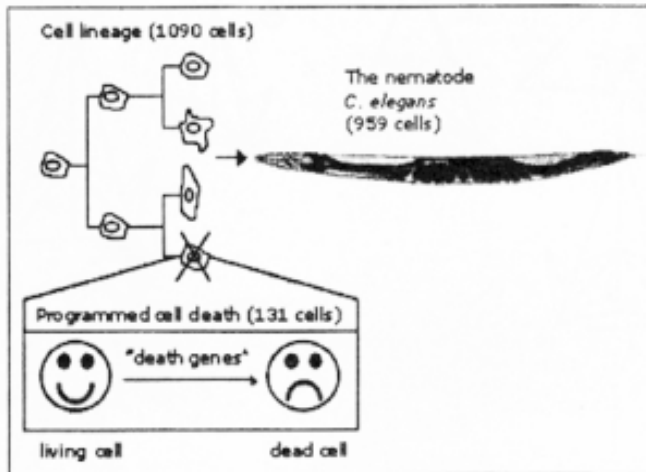 Cell lineage (1090 cells)
The nematode
C. elegans
(959 cells)
Programmed cell death (131 cells)
"death genes"
living cell
dead cell